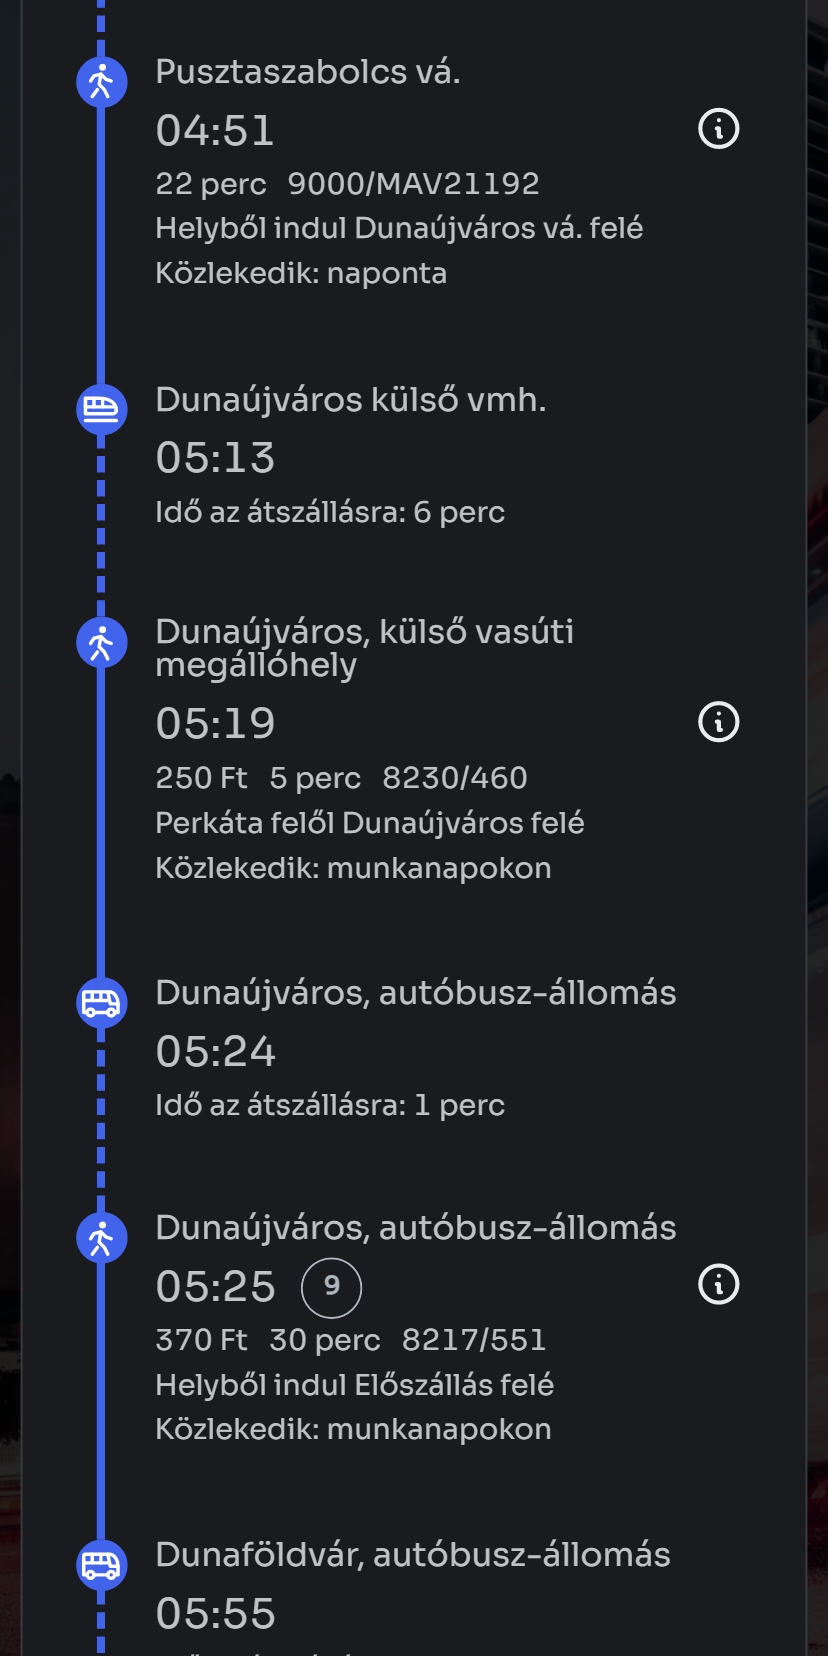 Pusztaszabolcs vá.
04:51
22 perc 9000/MAV21192
Helyből indul Dunaújváros vá. felé
Közlekedik: naponta
Dunaújváros külső vmh.
05:13
Idő az átszállásra: 6 perc
Dunaújváros, külső vasúti
megállóhely
05:19
250 Ft 5 perc 8230/460
Perkáta felől Dunaújváros felé
Közlekedik: munkanapokon
Dunaújváros, autóbusz-állomás
05:24
Idő az átszállásra: 1 perc
Dunaújváros, autóbusz-állomás
05:25 9
370 Ft 30 perc 8217/551
Helyből indul Előszállás felé
Közlekedik: munkanapokon
Dunaföldvár, autóbusz-állomás
05:55